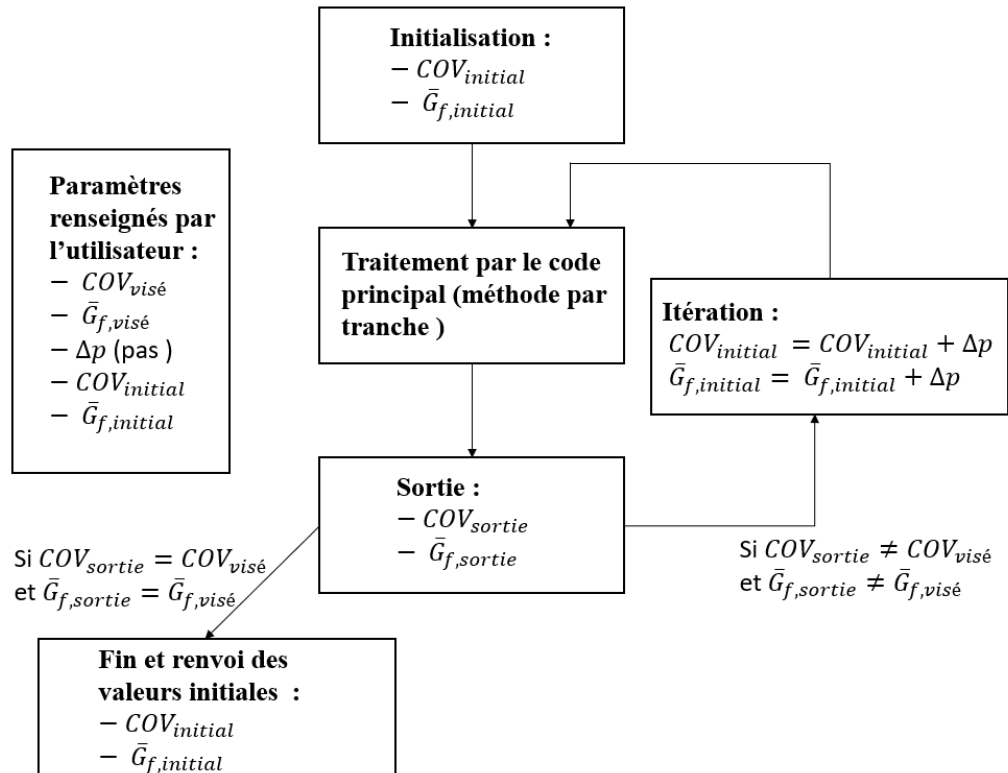 Initialisation :
− COV_initial
− Ḡ_f,initial
Paramètres
renseignés par
l’utilisateur :
− COV_visé
− Ḡ_f,visé
− Δp (pas )
− COV_initial
− Ḡ_f,initial
Traitement par le code
principal (méthode par
tranche )
Itération :
COV_initial = COV_initial + Δp
Ḡ_f,initial = Ḡ_f,initial + Δp
Sortie :
− COV_sortie
− Ḡ_f,sortie
Si COV_sortie = COV_visé
et Ḡ_f,sortie = Ḡ_f,visé
Si COV_sortie ≠ COV_visé
et Ḡ_f,sortie ≠ Ḡ_f,visé
Fin et renvoi des
valeurs initiales :
− COV_initial
− Ḡ_f,initial